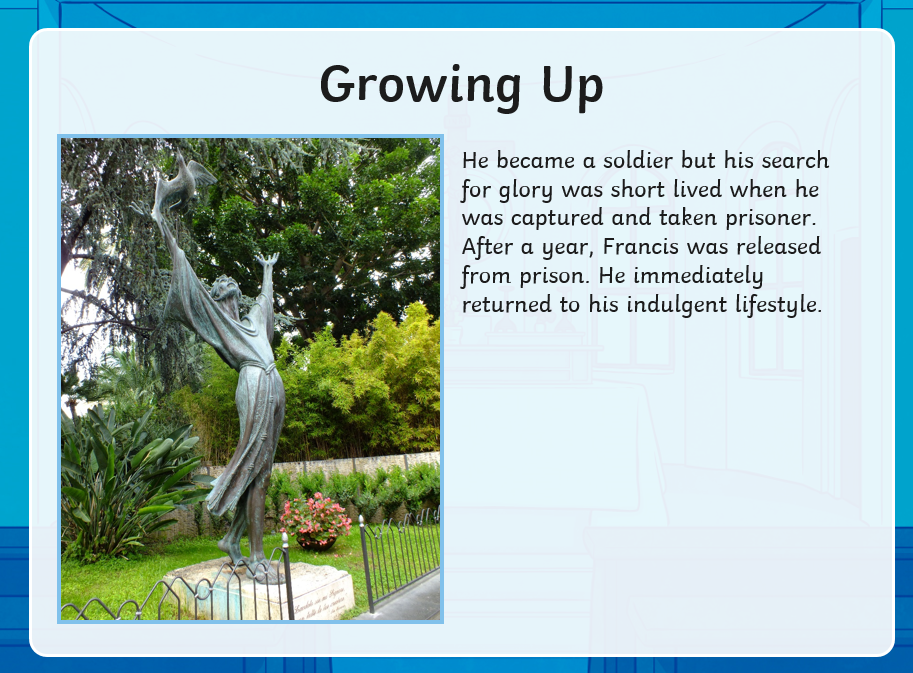 Growing Up
He became a soldier but his search
for glory was short lived when he
was captured and taken prisoner.
After a year, Francis was released
from prison. He immediately
returned to his indulgent lifestyle.